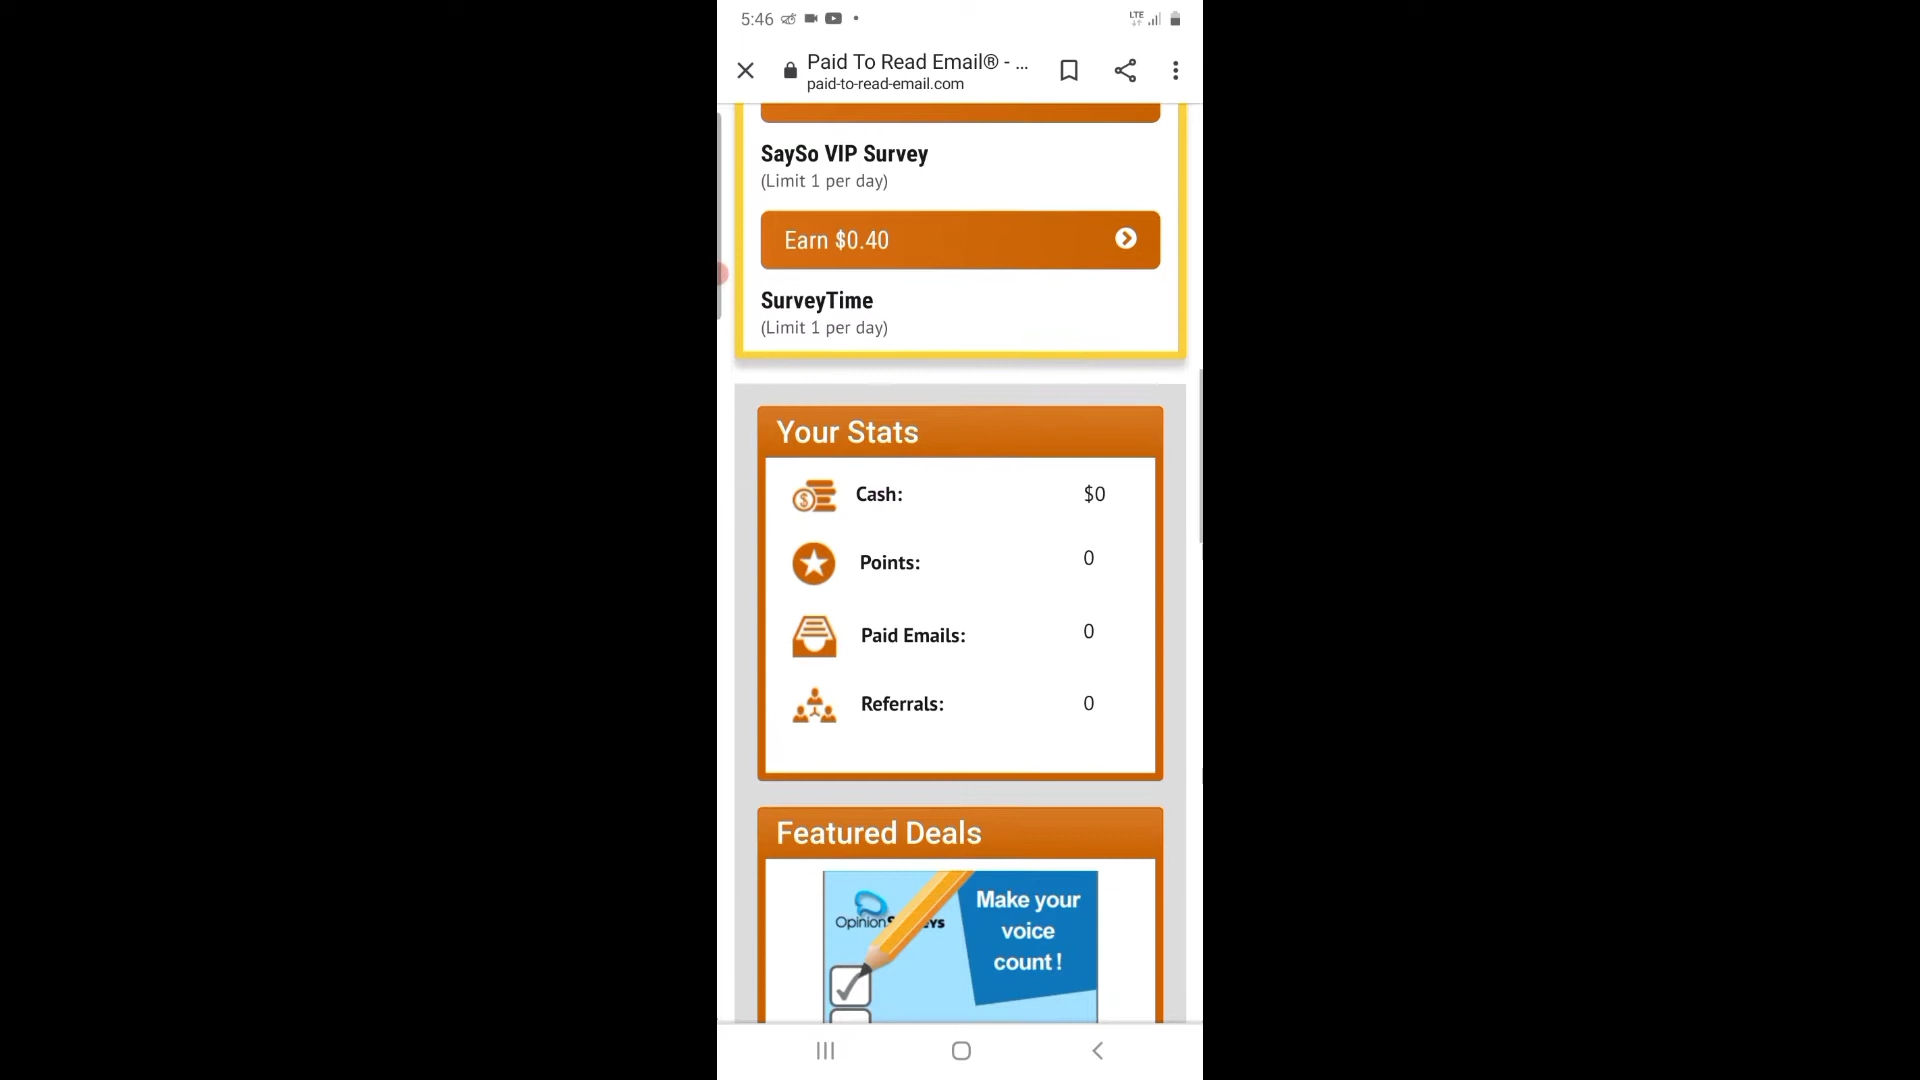 5:46
LTE
Paid To Read Email® - ...
paid-to-read-email.com
SaySo VIP Survey
(Limit 1 per day)
Earn $0.40
SurveyTime
(Limit 1 per day)
Your Stats
Cash: $0
Points: 0
Paid Emails: 0
Referrals: 0
Featured Deals
Make your
voice
count!